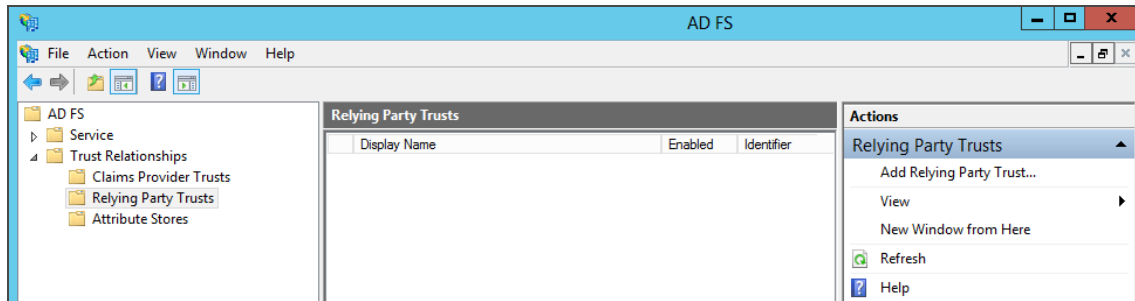 AD FS
File Action View Window Help
AD FS
Service
Trust Relationships
Claims Provider Trusts
Relying Party Trusts
Attribute Stores
Relying Party Trusts
Display Name Enabled Identifier
Actions
Relying Party Trusts
Add Relying Party Trust...
View
New Window from Here
Refresh
Help